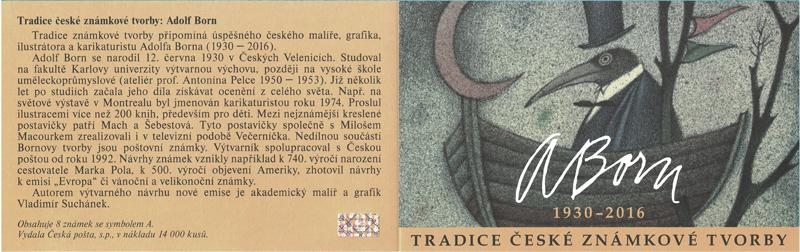 Tradice české známkové tvorby: Adolf Born
Tradice známkové tvorby připomíná úspěšného českého malíře, grafika,
ilustrátora a karikaturistu Adolfa Borna (1930 – 2016).
Adolf Born se narodil 12. června 1930 v Českých Velenicích. Studoval
na fakultě Karlovy univerzity výtvarnou výchovu, později na vysoké škole
uměleckoprůmyslové (ateliér prof. Antonína Pelce 1950 – 1953). Již několik
let po studiích začala jeho díla získávat ocenění z celého světa. Např. na
světové výstavě v Montrealu byl jmenován karikaturistou roku 1974. Proslul
ilustracemi více než 200 knih, především pro děti. Mezi nejznámější kreslené
postavičky patří Mach a Šebestová. Tyto postavičky společně s Milošem
Macourkem zrealizovali i v televizní podobě Večerníčka. Nedílnou součástí
Bornovy tvorby jsou poštovní známky. Výtvarník spolupracoval s Českou
poštou od roku 1992. Návrhy známek vznikly například k 740. výročí narození
cestovatele Marka Pola, k 500. výročí objevení Ameriky, zhotovil návrhy
k emisi „Evropa“ či vánoční a velikonoční známky.
Autorem výtvarného návrhu nové emise je akademický malíř a grafik
Vladimír Suchánek.
Obsahuje 8 známek se symbolem A.
Vydala Česká pošta, s.p., v nákladu 14 000 kusů.
A Born
1930–2016
TRADICE ČESKÉ ZNÁMKOVÉ TVORBY